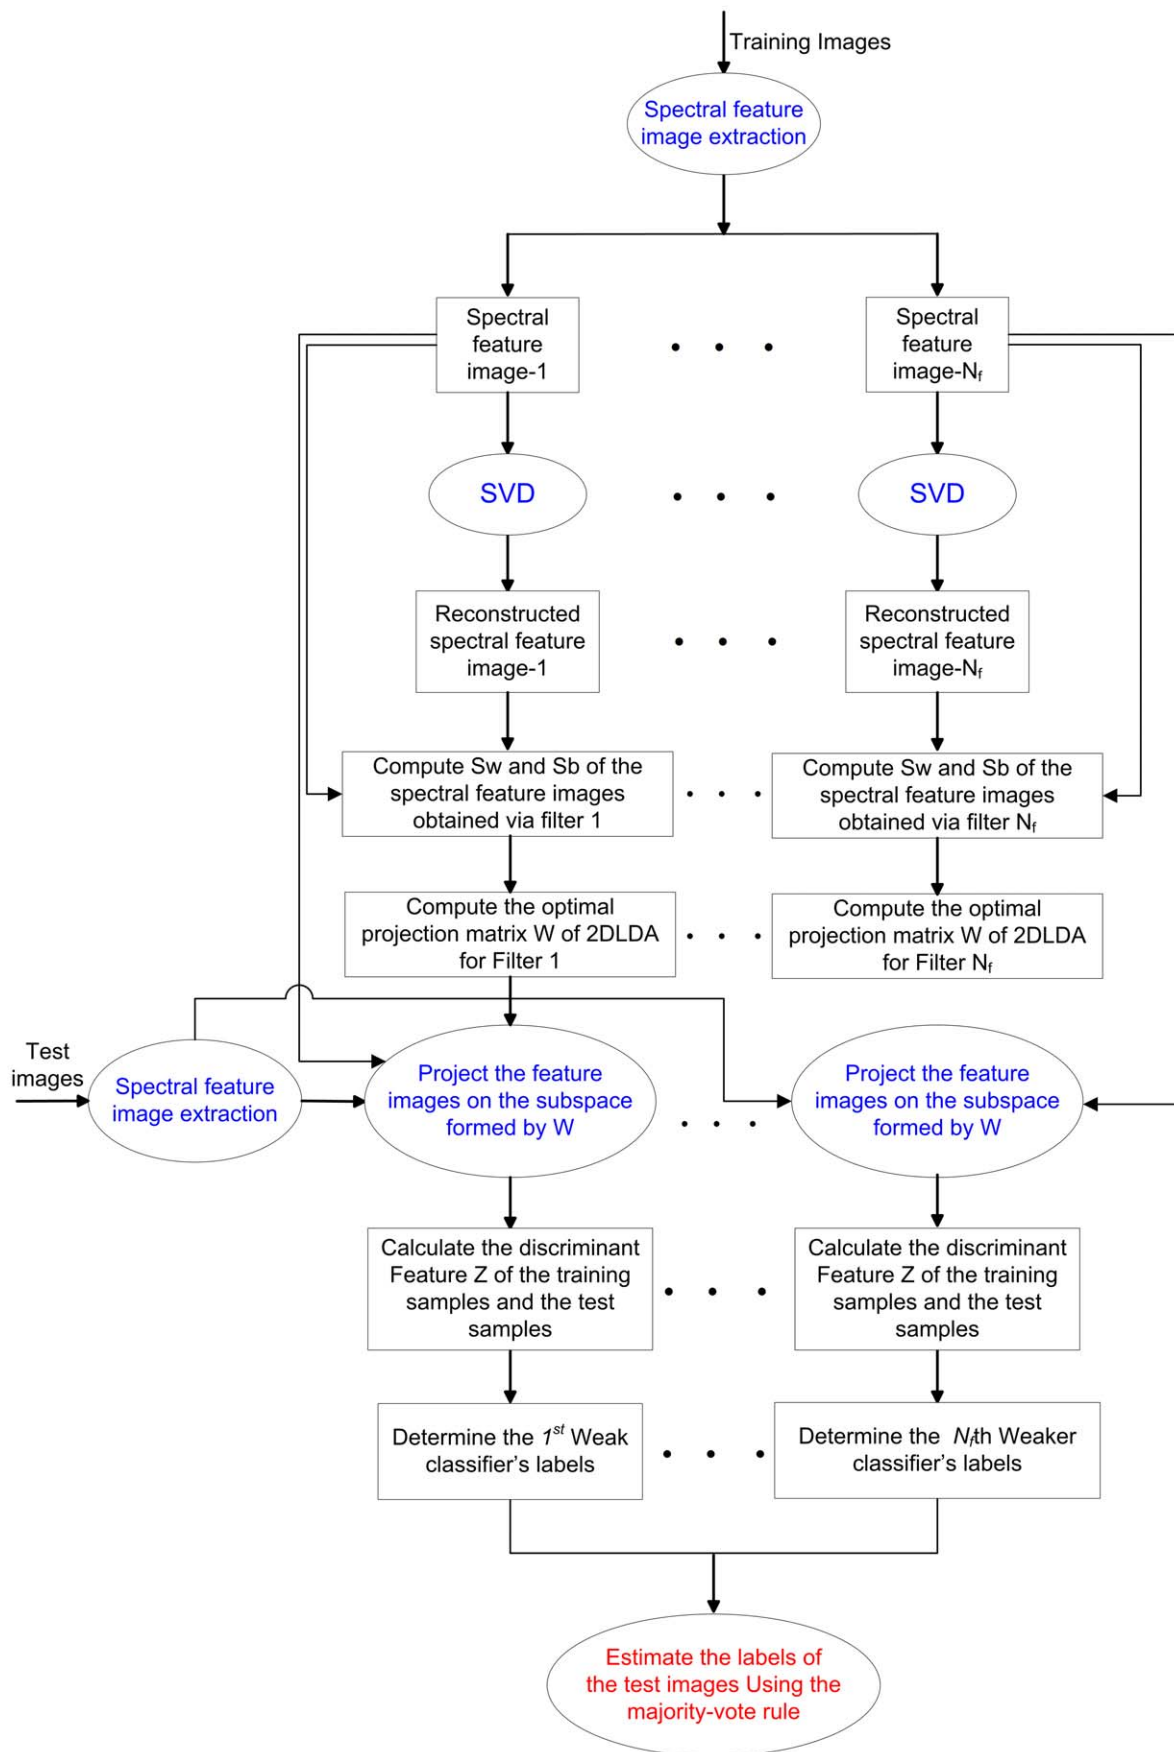 Training Images
Spectral feature
image extraction
Spectral
feature
image-1
Spectral
feature
image-Nf
SVD
SVD
Reconstructed
spectral feature
image-1
Reconstructed
spectral feature
image-Nf
Compute Sw and Sb of the
spectral feature images
obtained via filter 1
Compute Sw and Sb of the
spectral feature images
obtained via filter Nf
Compute the optimal
projection matrix W of 2DLDA
for Filter 1
Compute the optimal
projection matrix W of 2DLDA
for Filter Nf
Test
images
Spectral feature
image extraction
Project the feature
images on the subspace
formed by W
Project the feature
images on the subspace
formed by W
Calculate the discriminant
Feature Z of the training
samples and the test
samples
Calculate the discriminant
Feature Z of the training
samples and the test
samples
Determine the 1st Weak
classifier's labels
Determine the Nfth Weaker
classifier's labels
Estimate the labels of
the test images Using the
majority-vote rule